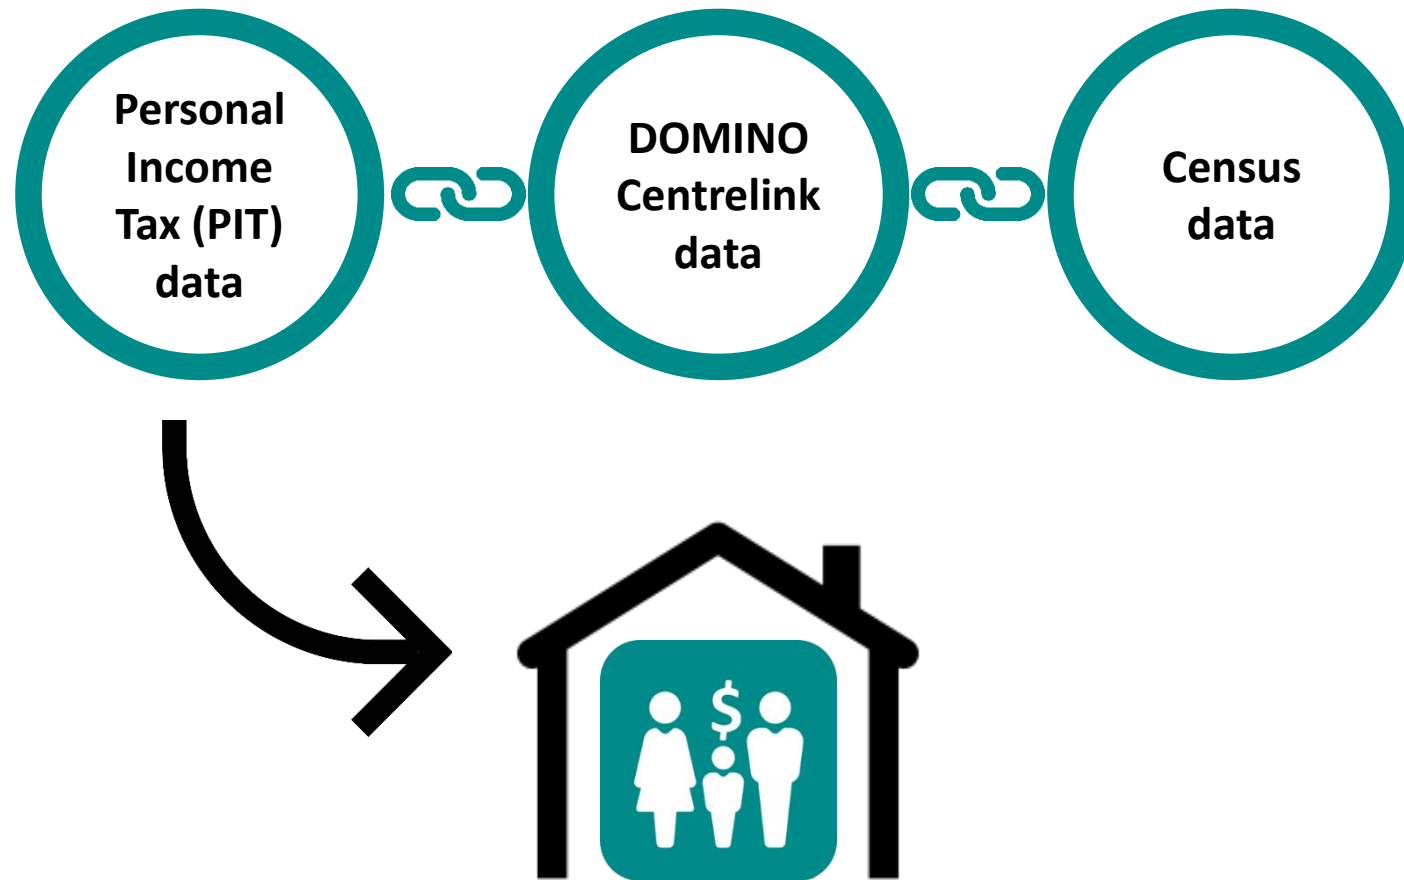 Personal
Income
Tax (PIT)
data
DOMINO
Centrelink
data
Census
data
$